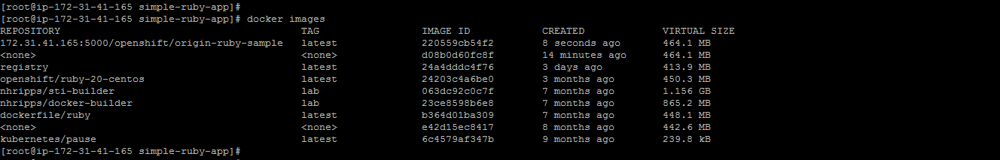 [root@ip-172-31-41-165 simple-ruby-app]#
[root@ip-172-31-41-165 simple-ruby-app]# docker images
REPOSITORY TAG IMAGE ID CREATED VIRTUAL SIZE
172.31.41.165:5000/openshift/origin-ruby-sample latest 220559cb54f2 8 seconds ago 464.1 MB
<none> <none> d08b0d60fc8f 14 minutes ago 464.1 MB
registry latest 24a4dddc4f76 3 days ago 413.9 MB
openshift/ruby-20-centos latest 24203c4a6be0 3 months ago 450.3 MB
nhripps/sti-builder lab 063dc92c0c7f 7 months ago 1.156 GB
nhripps/docker-builder lab 23ce8598b6e8 7 months ago 865.2 MB
dockerfile/ruby latest b364d01ba309 7 months ago 448.1 MB
<none> <none> e42d15ec8417 8 months ago 442.6 MB
kubernetes/pause latest 6c4579af347b 9 months ago 239.8 kB
[root@ip-172-31-41-165 simple-ruby-app]#